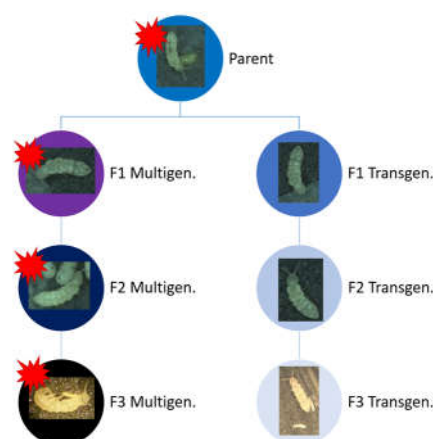 Parent
F1 Multigen.
F1 Transgen.
F2 Multigen.
F2 Transgen.
F3 Multigen.
F3 Transgen.